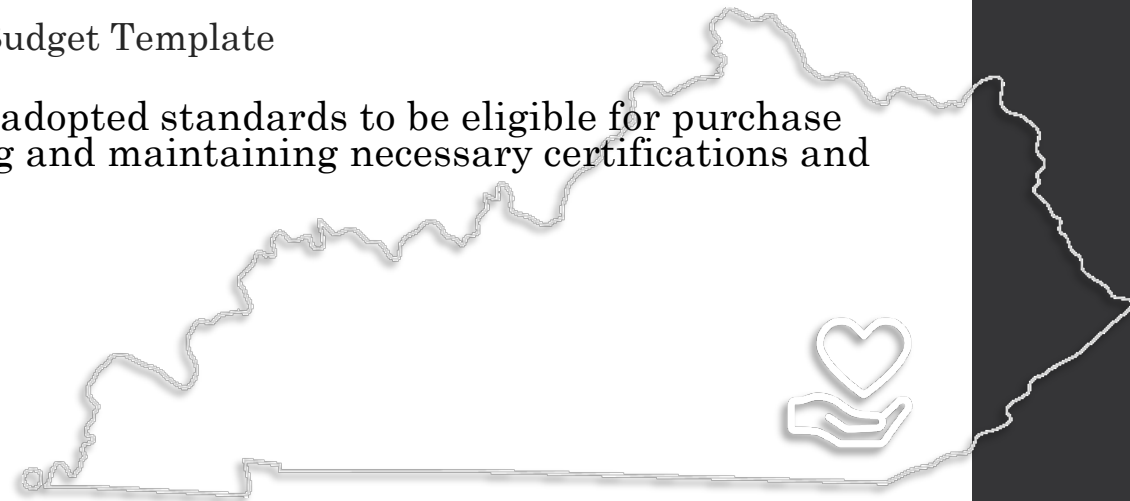 Budget Template
adopted standards to be eligible for purchase
g and maintaining necessary certifications and